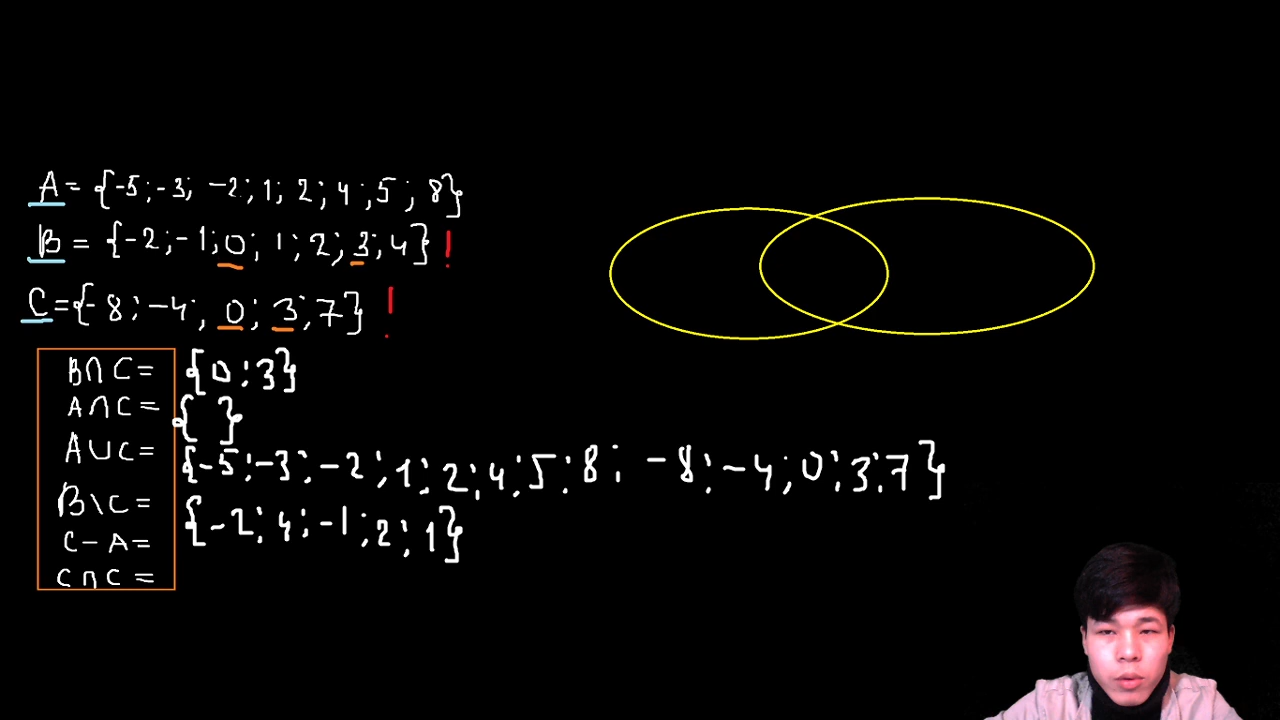 A = {-5; -3; -2; 1; 2; 4; 5; 8}
B = {-2; -1; 0; 1; 2; 3; 4} !
C = {-8; -4; 0; 3; 7} !
B∩C = {0; 3}
A∩C = { }
A∪C = {-5; -3; -2; 1; 2; 4; 5; 8; -8; -4; 0; 3; 7}
B\C = {-2; 4; -1; 2; 1}
C-A=
C∩C=